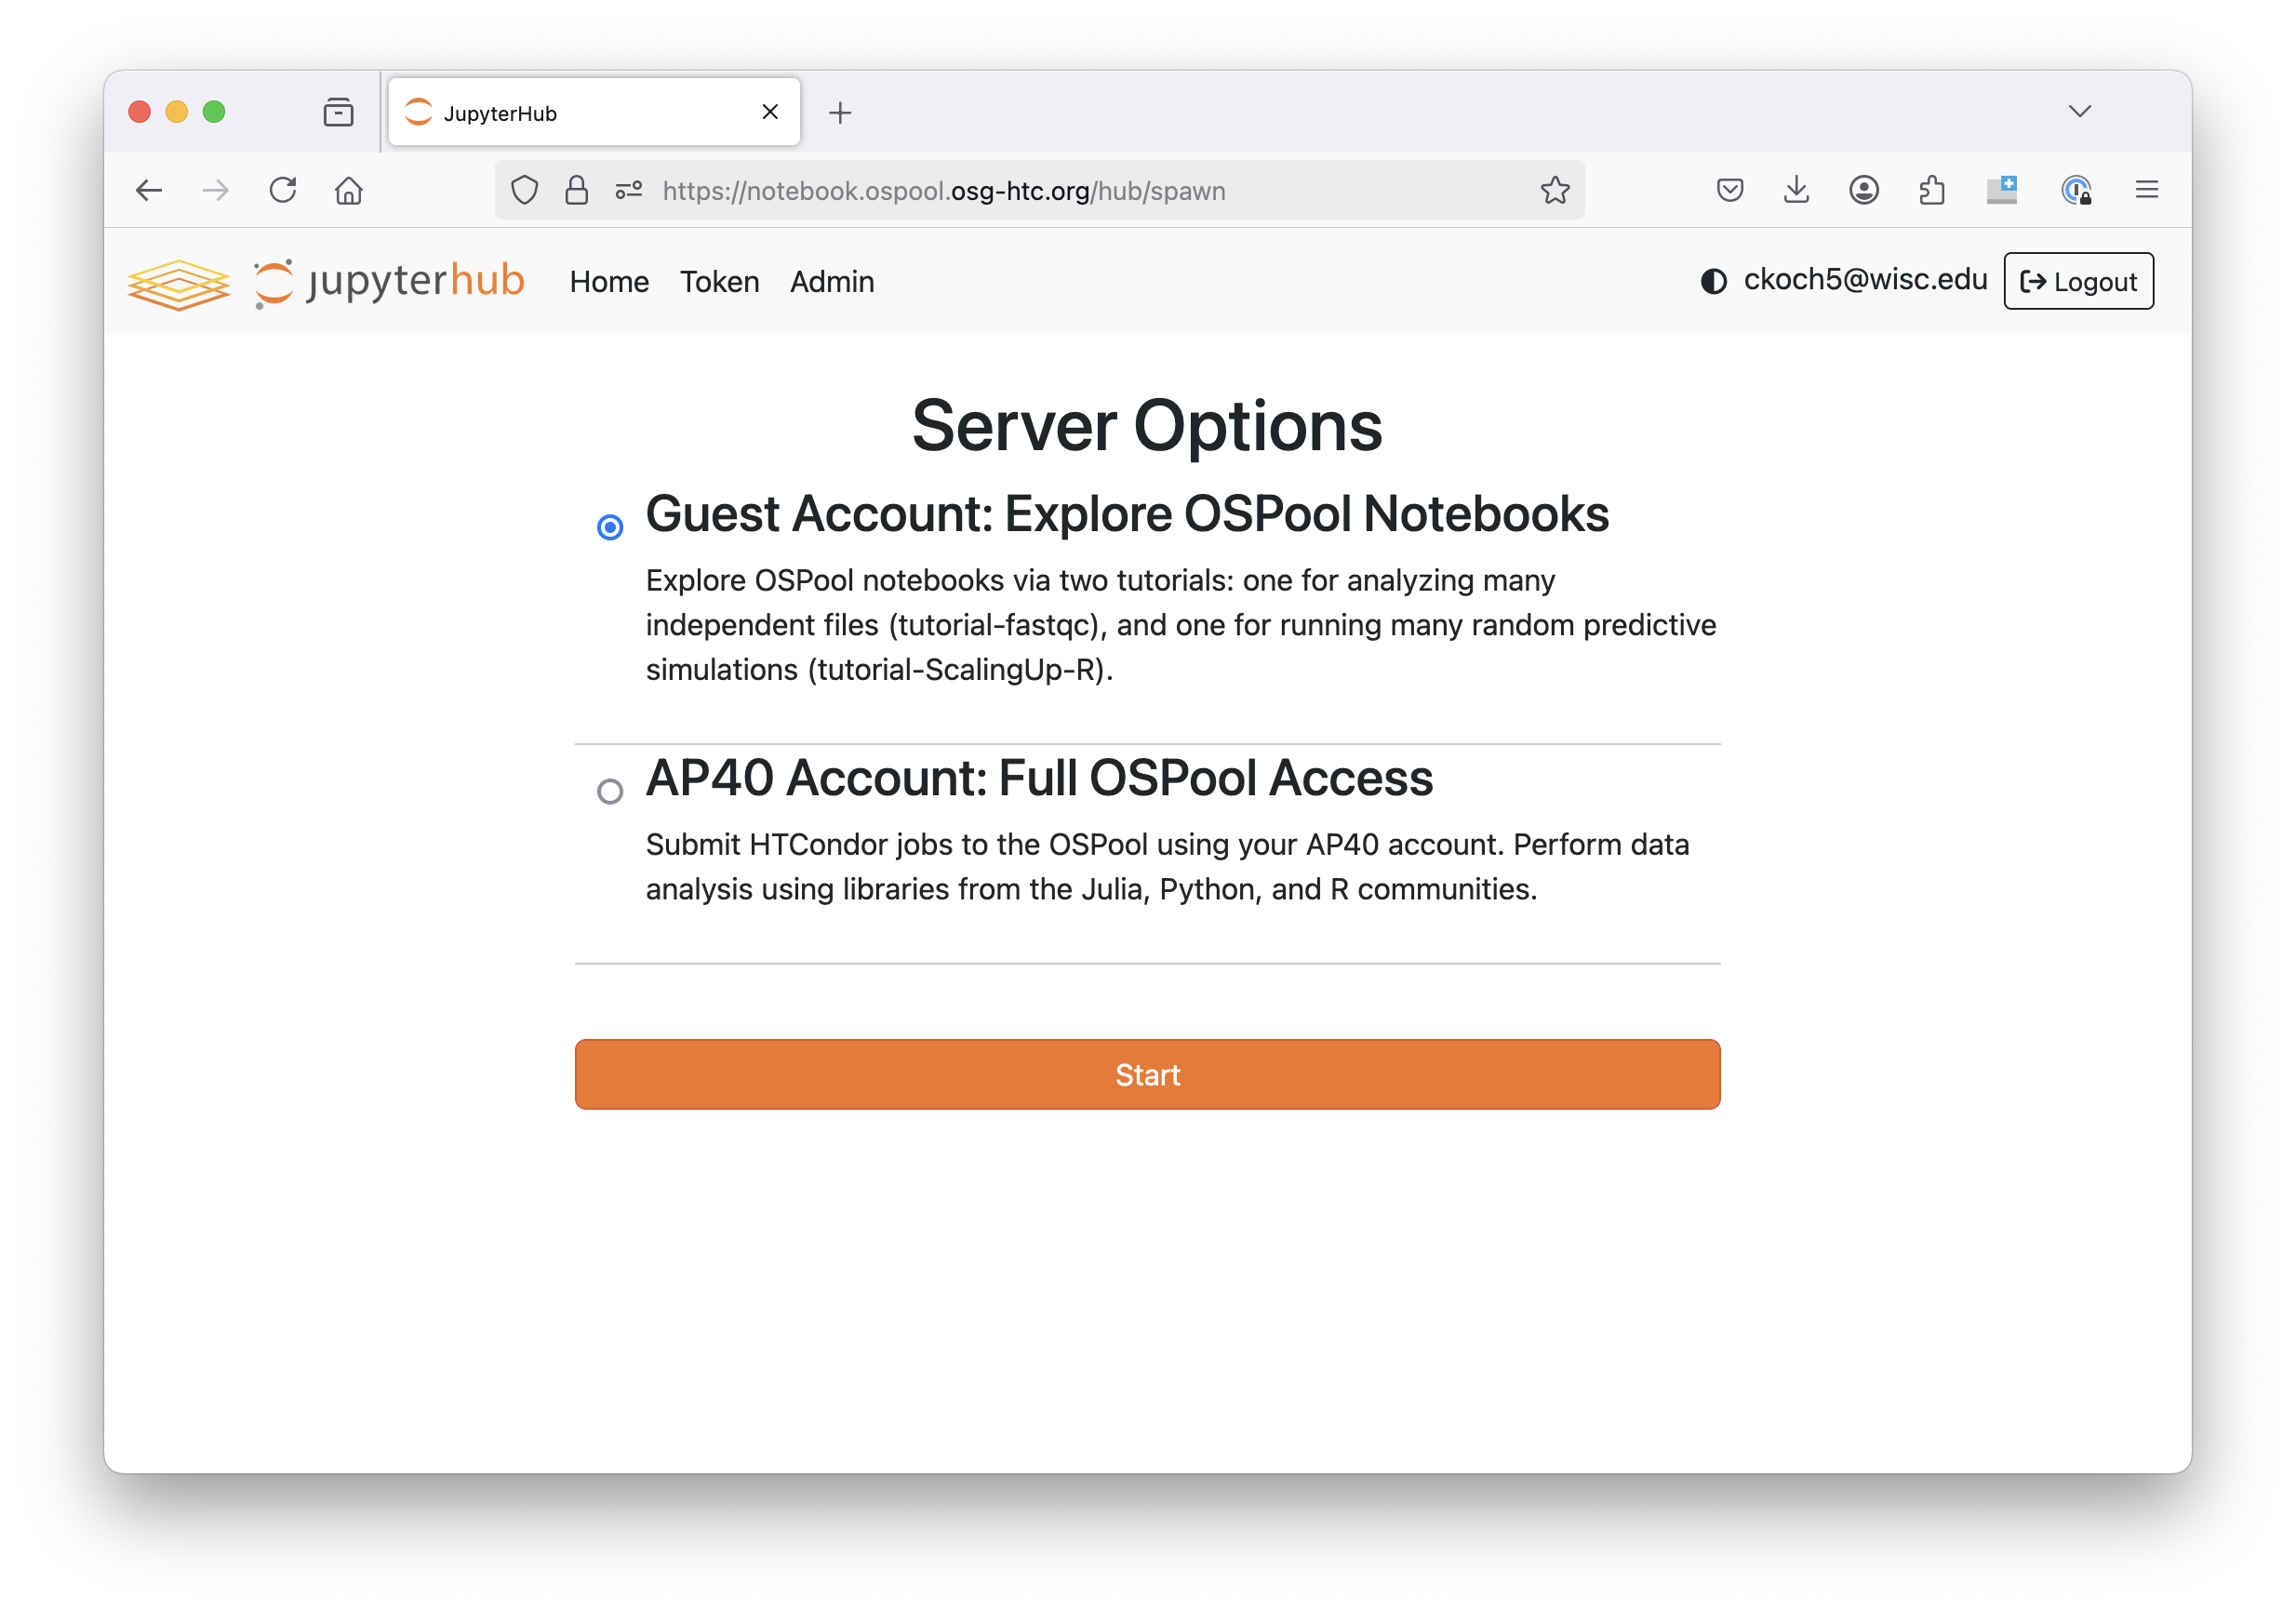 JupyterHub
https://notebook.ospool.osg-htc.org/hub/spawn
jupyterhub Home Token Admin ckoch5@wisc.edu Logout
Server Options
Guest Account: Explore OSPool Notebooks
Explore OSPool notebooks via two tutorials: one for analyzing many
independent files (tutorial-fastqc), and one for running many random predictive
simulations (tutorial-ScalingUp-R).
AP40 Account: Full OSPool Access
Submit HTCondor jobs to the OSPool using your AP40 account. Perform data
analysis using libraries from the Julia, Python, and R communities.
Start